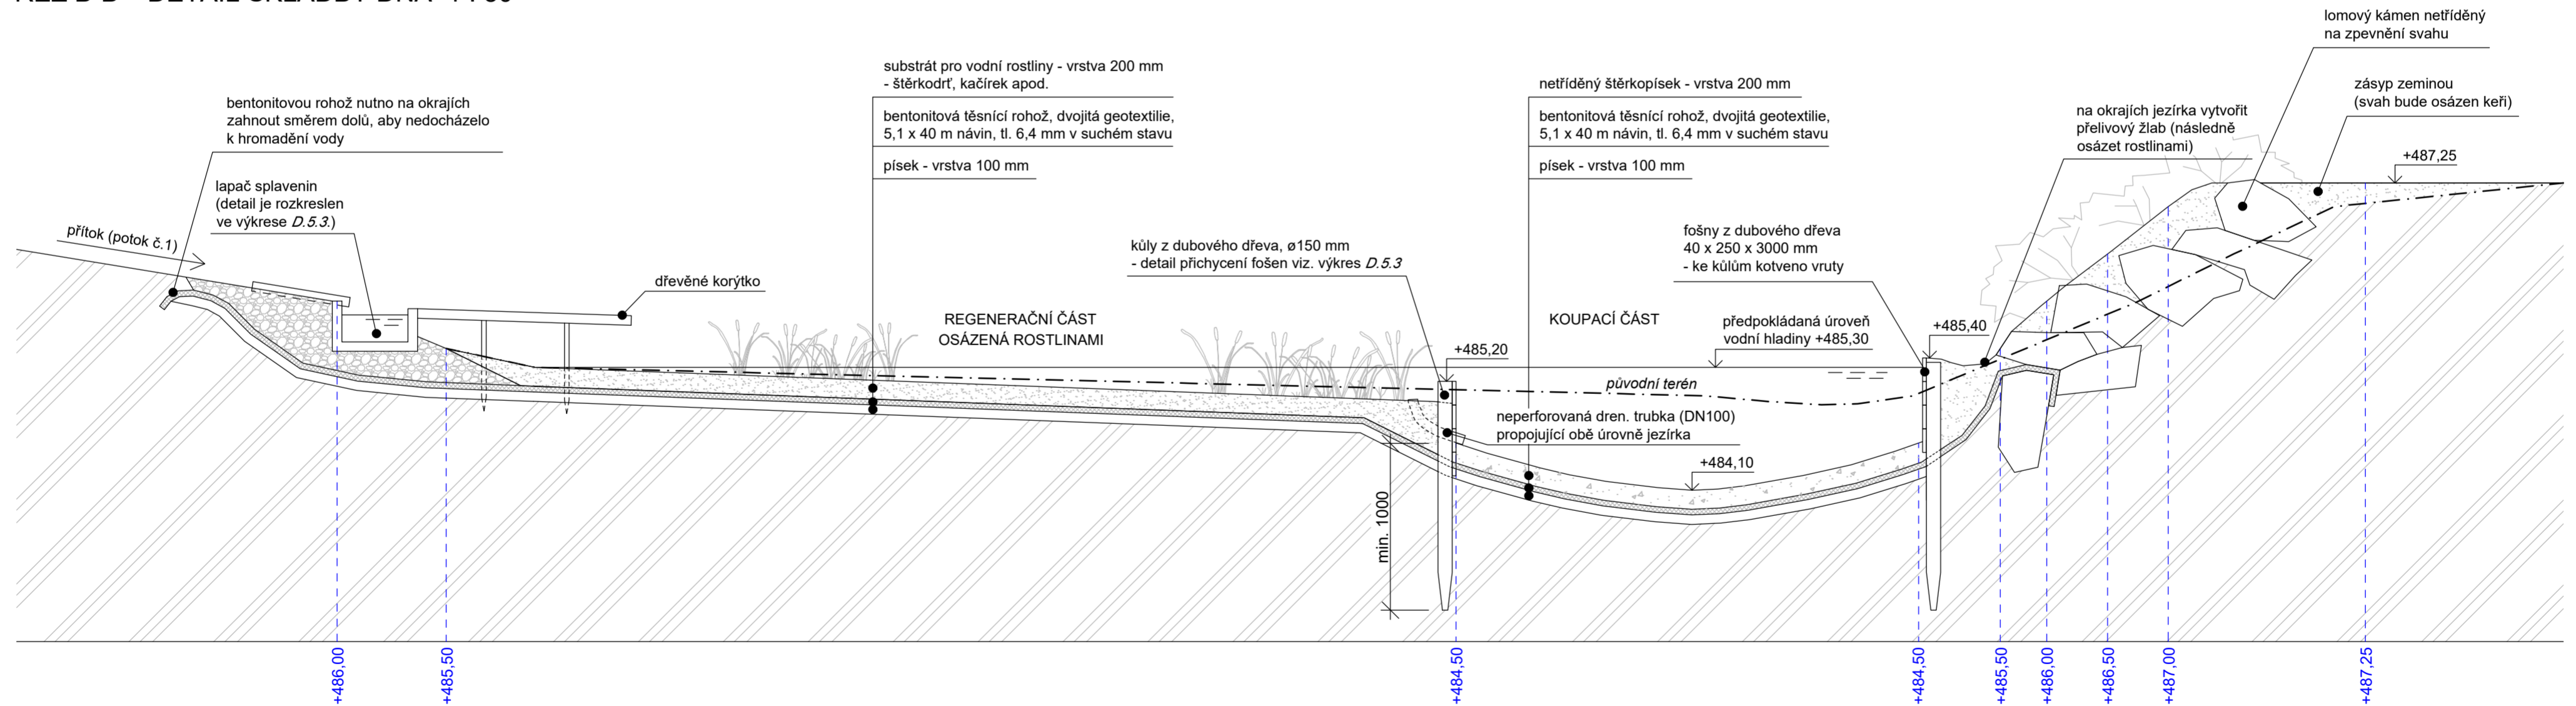 bentonitovou rohož nutno na okrajích
zahnout směrem dolů, aby nedocházelo
k hromadění vody
lapač splavenin
(detail je rozkreslen
ve výkrese D.5.3.)
přítok (potok č.1)
dřevěné korýtko
substrát pro vodní rostliny - vrstva 200 mm
- štěrkodrť, kačírek apod.
bentonitová těsnící rohož, dvojitá geotextilie,
5,1 x 40 m návin, tl. 6,4 mm v suchém stavu
písek - vrstva 100 mm
REGENERAČNÍ ČÁST
OSÁZENÁ ROSTLINAMI
kůly z dubového dřeva, ø150 mm
- detail přichycení fošen viz. výkres D.5.3
+485,20
netříděný štěrkopísek - vrstva 200 mm
bentonitová těsnící rohož, dvojitá geotextilie,
5,1 x 40 m návin, tl. 6,4 mm v suchém stavu
písek - vrstva 100 mm
KOUPACÍ ČÁST
předpokládaná úroveň
vodní hladiny +485,30
původní terén
neperforovaná dren. trubka (DN100)
propojující obě úrovně jezírka
+484,10
min. 1000
fošny z dubového dřeva
40 x 250 x 3000 mm
- ke kůlům kotveno vruty
+485,40
na okrajích jezírka vytvořit
přelivový žlab (následně
osázet rostlinami)
lomový kámen netříděný
na zpevnění svahu
zásyp zeminou
(svah bude osázen keři)
+487,25
+486,00
+485,50
+484,50
+484,50
+485,50
+486,00
+486,50
+487,00
+487,25